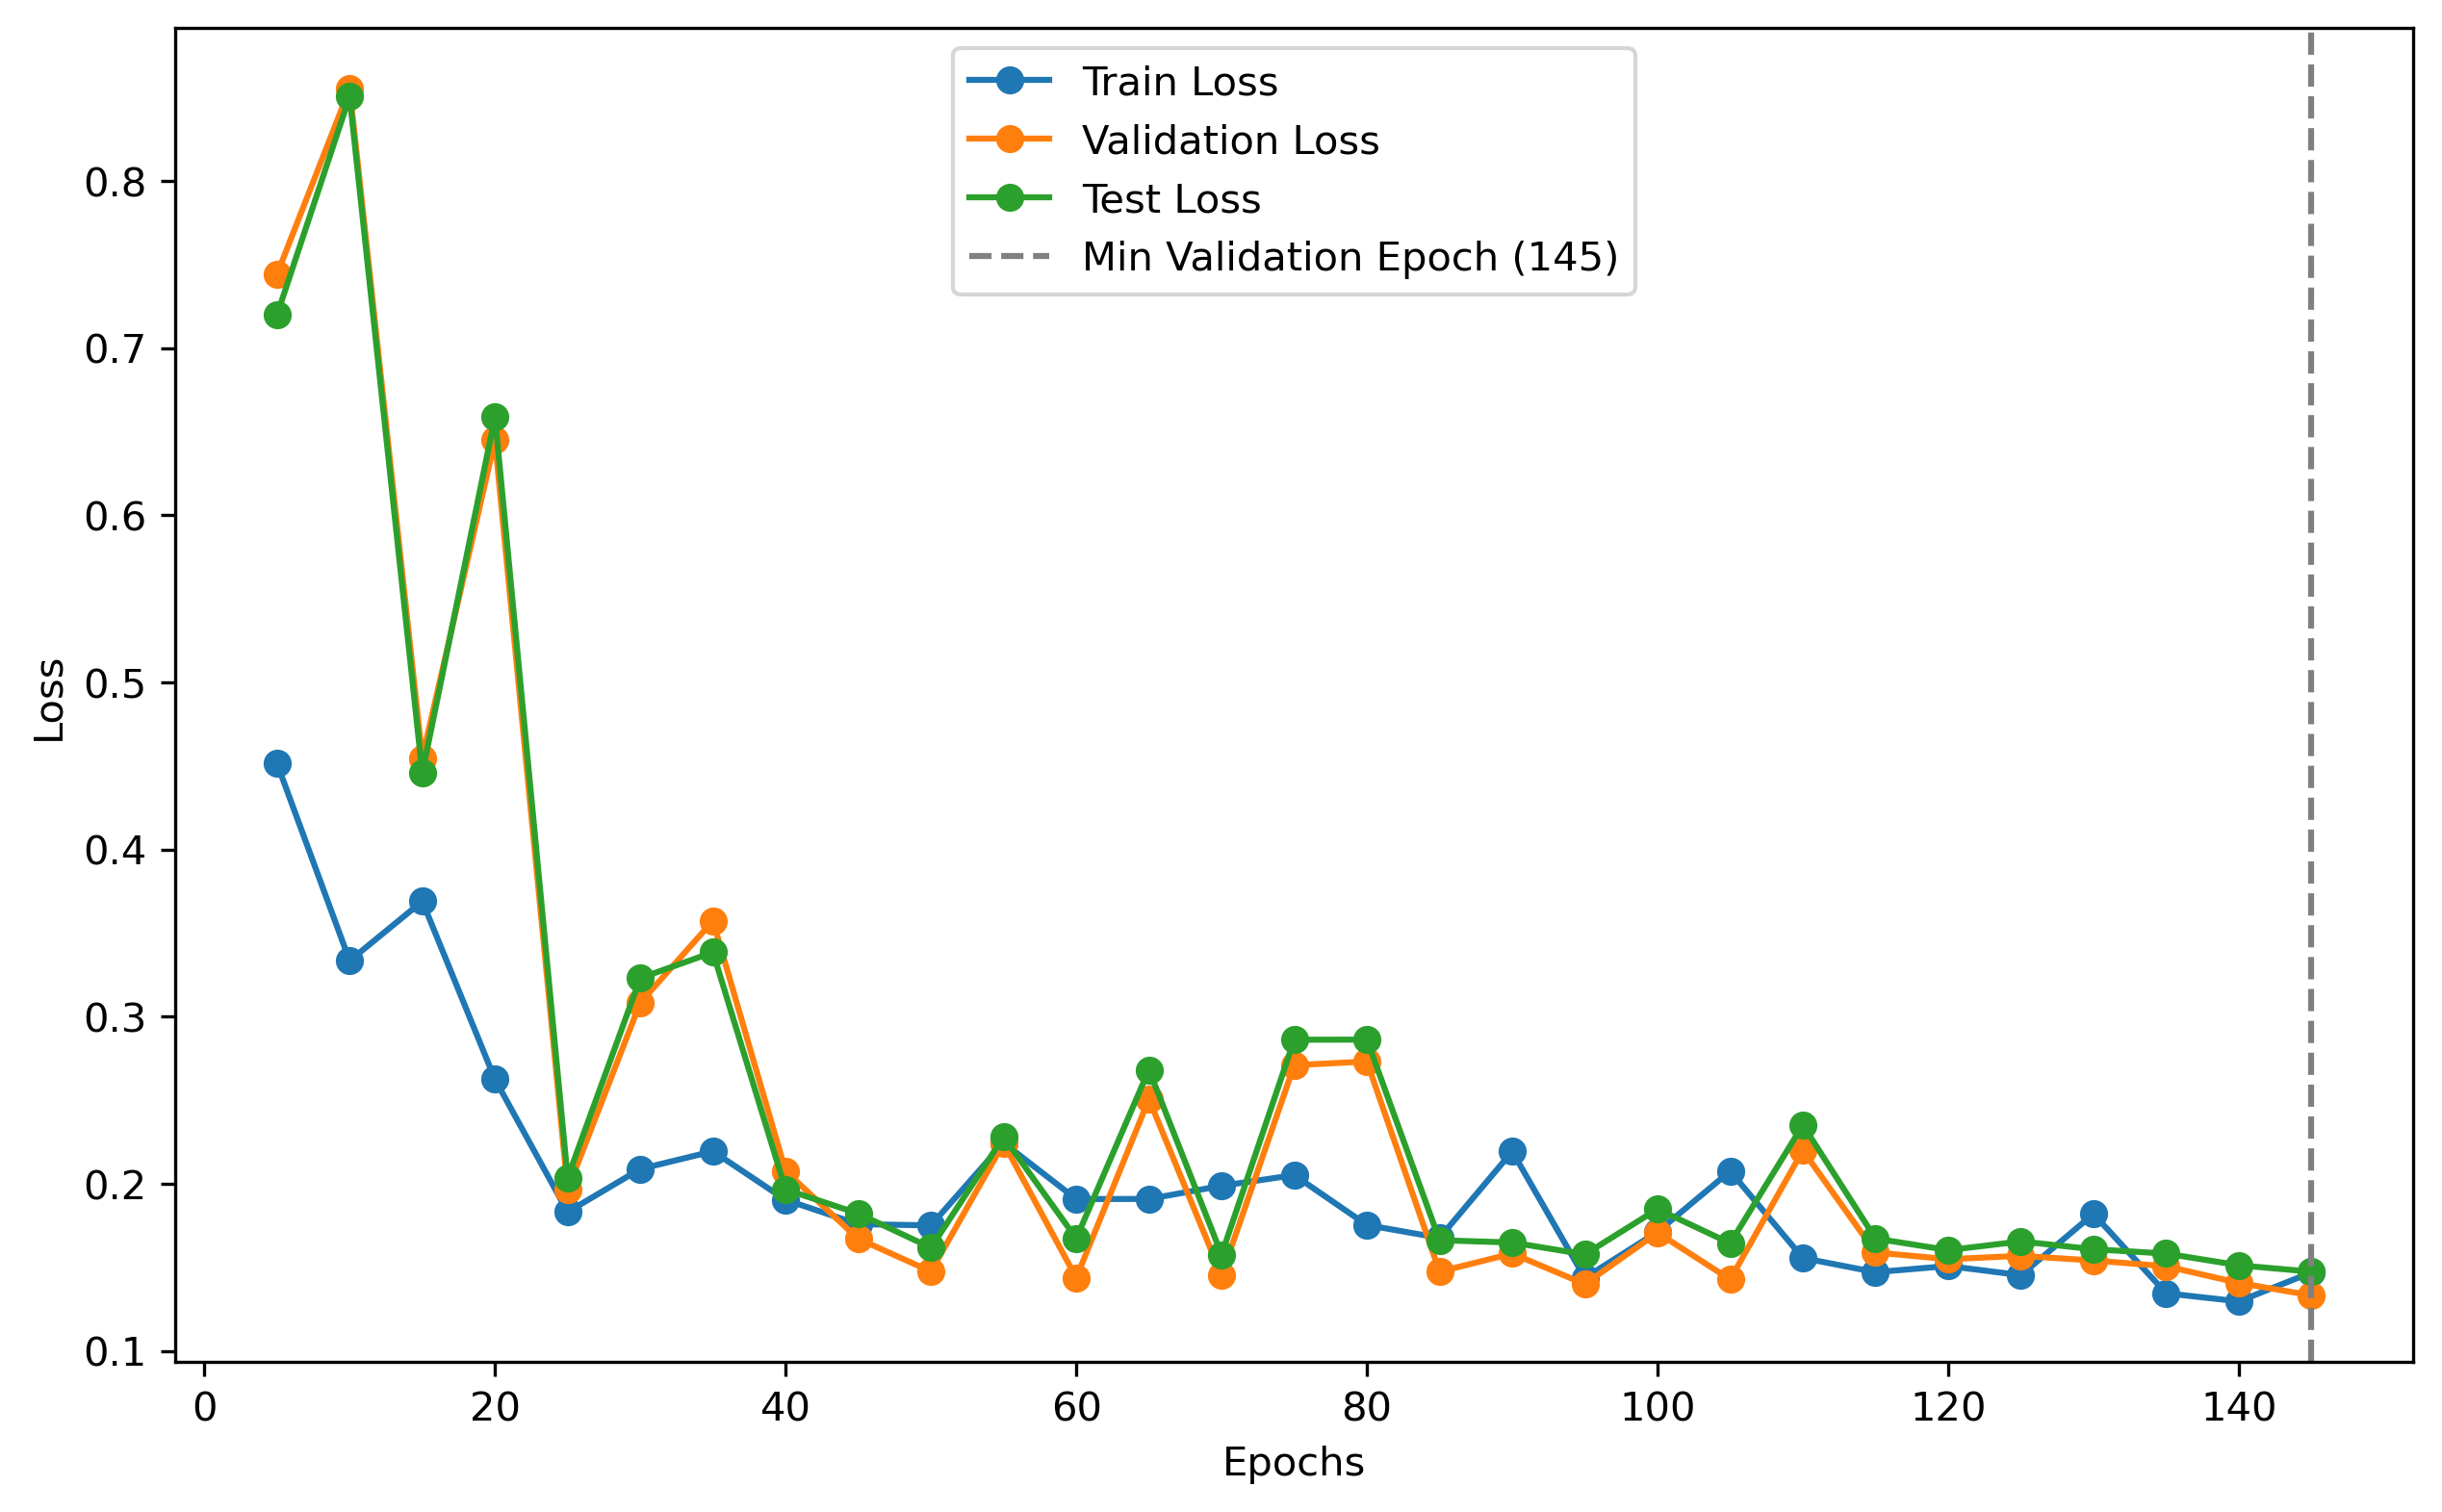 Train Loss
Validation Loss
Test Loss
Min Validation Epoch (145)
0.8
0.7
0.6
0.5
0.4
0.3
0.2
0.1
Loss
0 20 40 60 80 100 120 140
Epochs